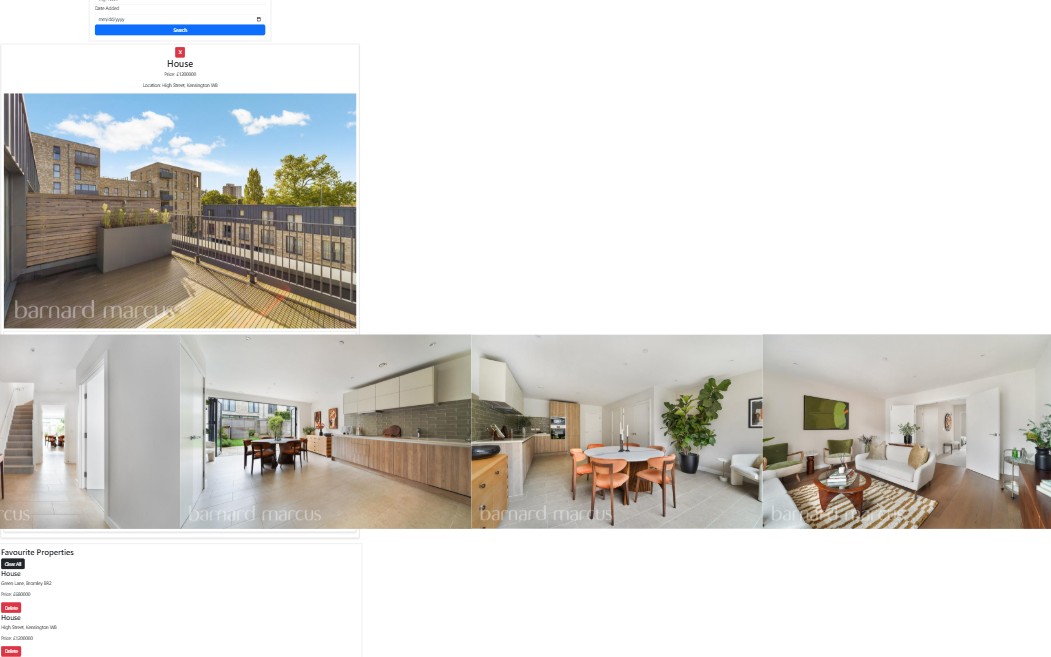 Date Added
mm/dd/yyyy
Search
X
House
Price: £1200000
Location: High Street, Kensington W8
barnard marcus
cus
barnard marcus
barnard marcus
barnard marcus
Favourite Properties
Clear All
House
Green Lane, Bromley BR2
Delete
House
High Street, Kensington W8
Price: £1200000
Delete